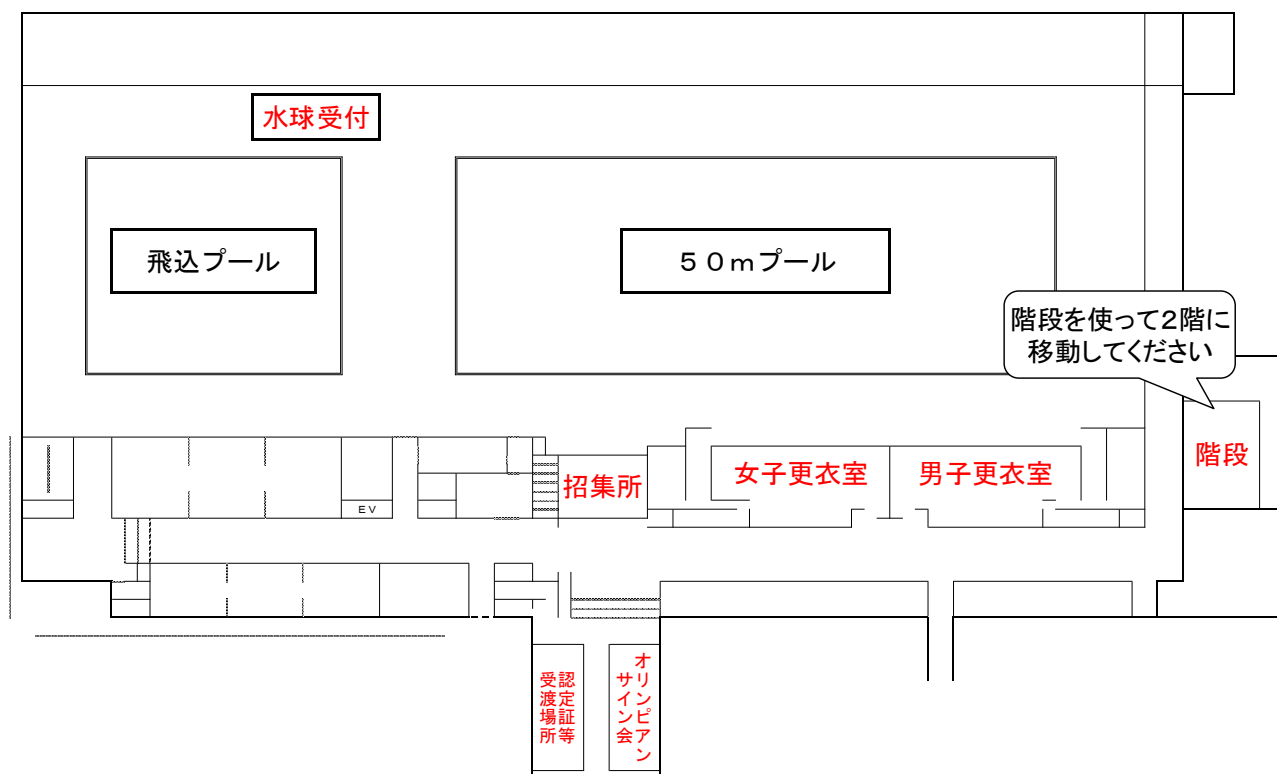 水球受付
飛込プール
５０ｍプール
階段を使って２階に
移動してください
階段
招集所
女子更衣室
男子更衣室
ＥＶ
認定証等
受渡場所
オリンピアン
サイン会